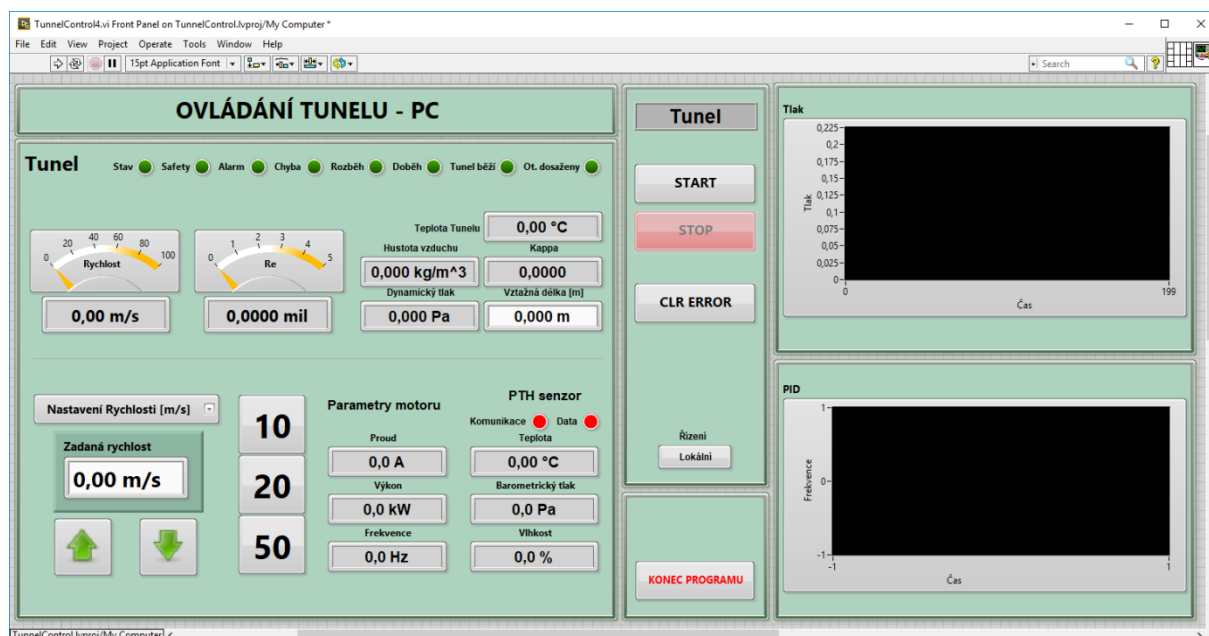 TunnelControl4.vi Front Panel on TunnelControl.lvproj/My Computer *
File Edit View Project Operate Tools Window Help
15pt Application Font
Search
OVLÁDÁNÍ TUNELU - PC
Tunel
Stav Safety Alarm Chyba Rozběh Doběh Tunel běží Ot. dosaženy
0 20 40 60 80 100
Rychlost
0,00 m/s
0 1 2 3 4 5
Re
0,0000 mil
Teplota Tunelu 0,00 °C
Hustota vzduchu Kappa
0,000 kg/m^3 0,0000
Dynamický tlak Vztažná délka [m]
0,000 Pa 0,000 m
Nastavení Rychlosti [m/s]
Zadaná rychlost
0,00 m/s
10
20
50
Parametry motoru
Proud
0,0 A
Výkon
0,0 kW
Frekvence
0,0 Hz
PTH senzor
Komunikace Data
Teplota
0,00 °C
Barometrický tlak
0,0 Pa
Vlhkost
0,0 %
Tunel
START
STOP
CLR ERROR
Řízení
Lokální
KONEC PROGRAMU
Tlak
0,225
0,2
0,175
0,15
0,125
0,1
0,075
0,05
0,025
0
Tlak
0 199
Čas
PID
1
0
-1
Frekvence
-1 1
Čas
TunnelControl.lvproj/My Computer